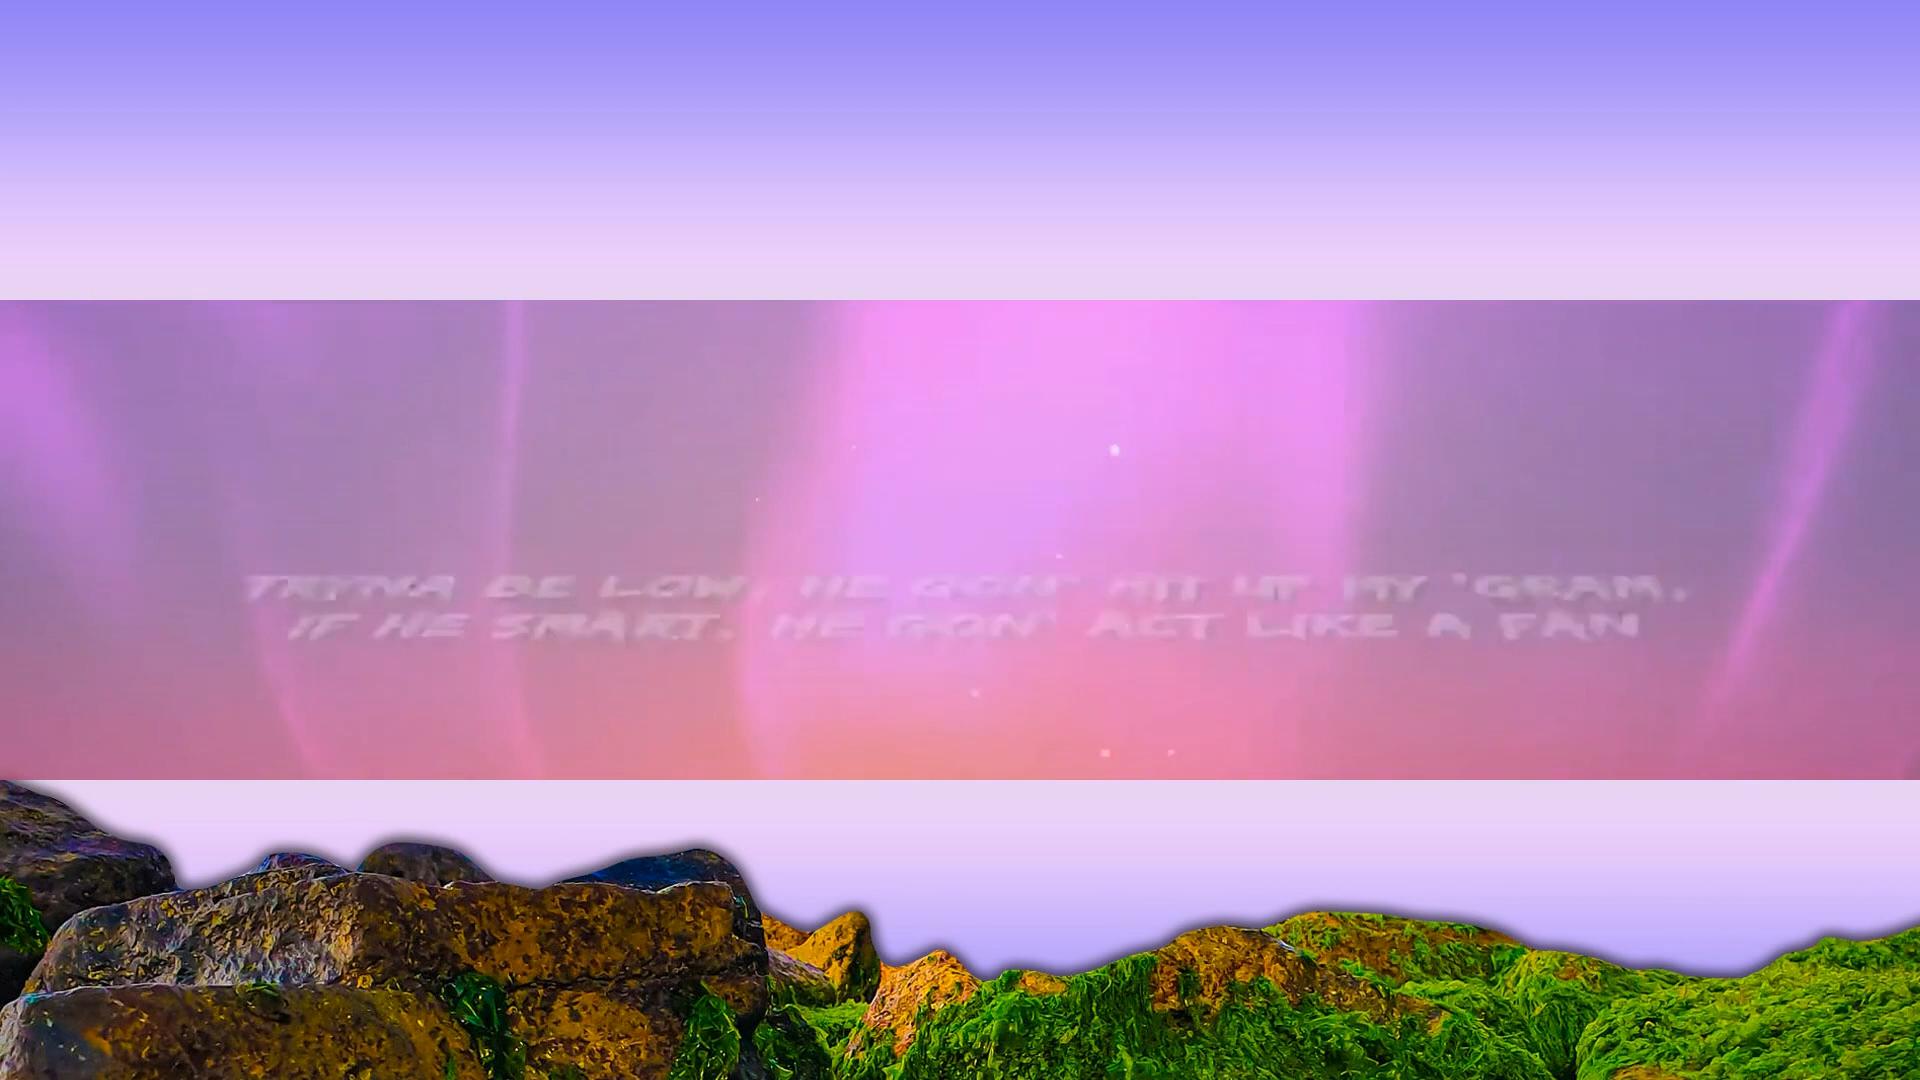 TRYNA BE LOW, HE GON' HIT UP MY 'GRAM,
IF HE SMART, HE GON' ACT LIKE A FAN